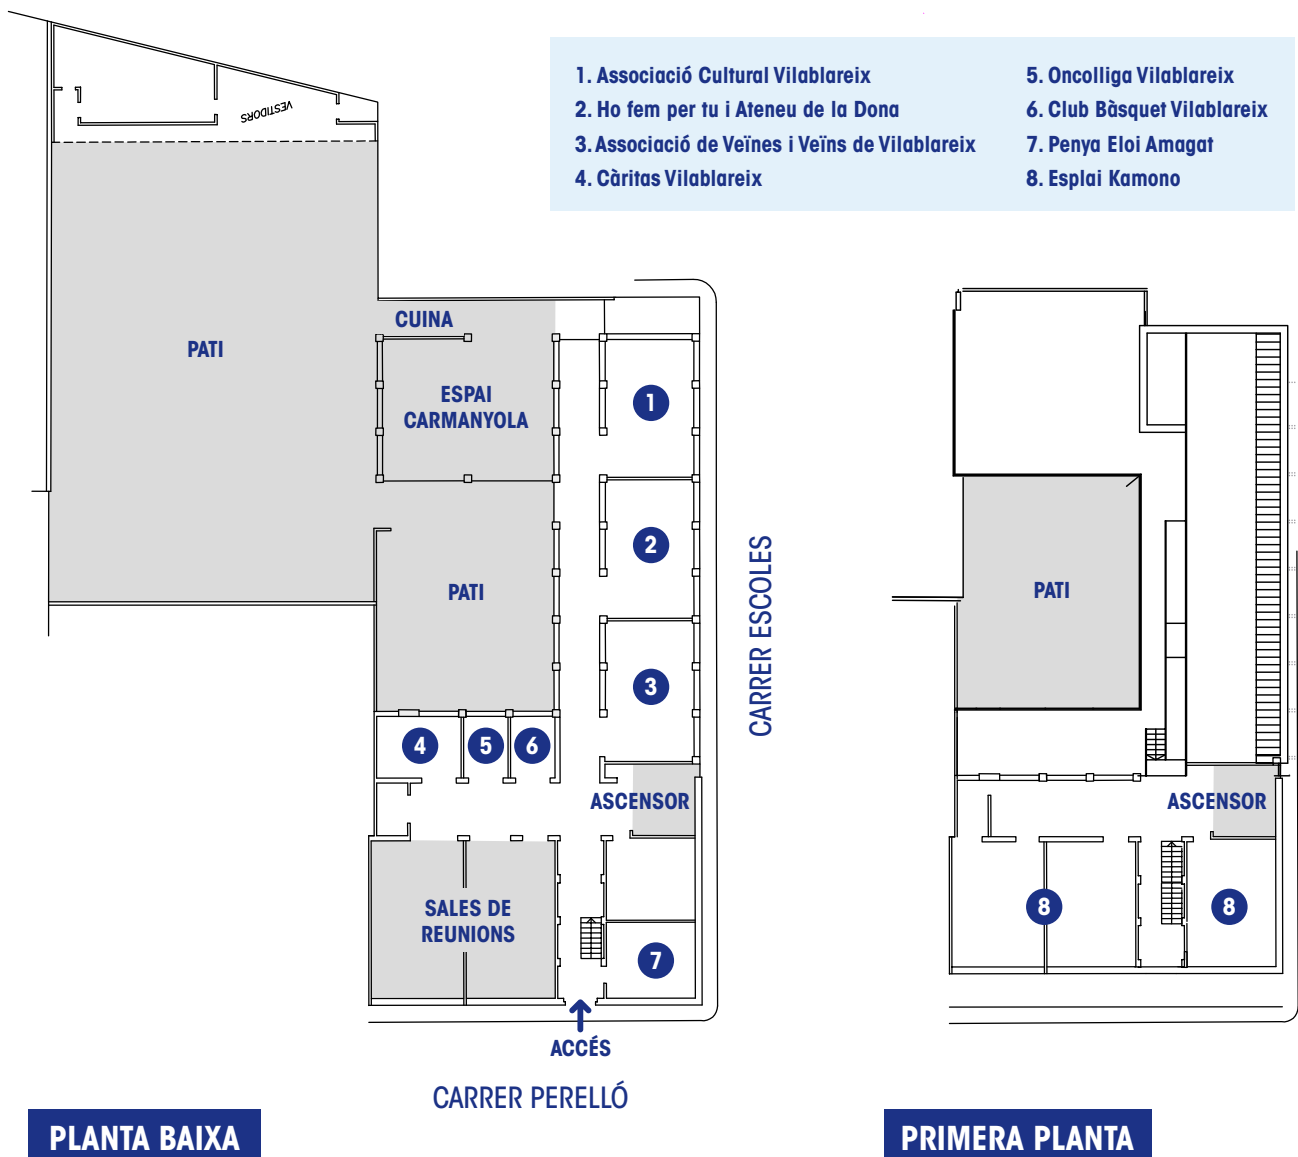 1. Associació Cultural Vilablareix
2. Ho fem per tu i Ateneu de la Dona
3. Associació de Veïnes i Veïns de Vilablareix
4. Càritas Vilablareix
5. Oncolliga Vilablareix
6. Club Bàsquet Vilablareix
7. Penya Eloi Amagat
8. Esplai Kamono
VESTIDORS
PATI
CUINA
ESPAI
CARMANYOLA
1
2
PATI
3
4
5
6
ASCENSOR
SALES DE
REUNIONS
7
ACCÉS
CARRER ESCOLES
CARRER PERELLÓ
PLANTA BAIXA
PATI
ASCENSOR
8
8
PRIMERA PLANTA